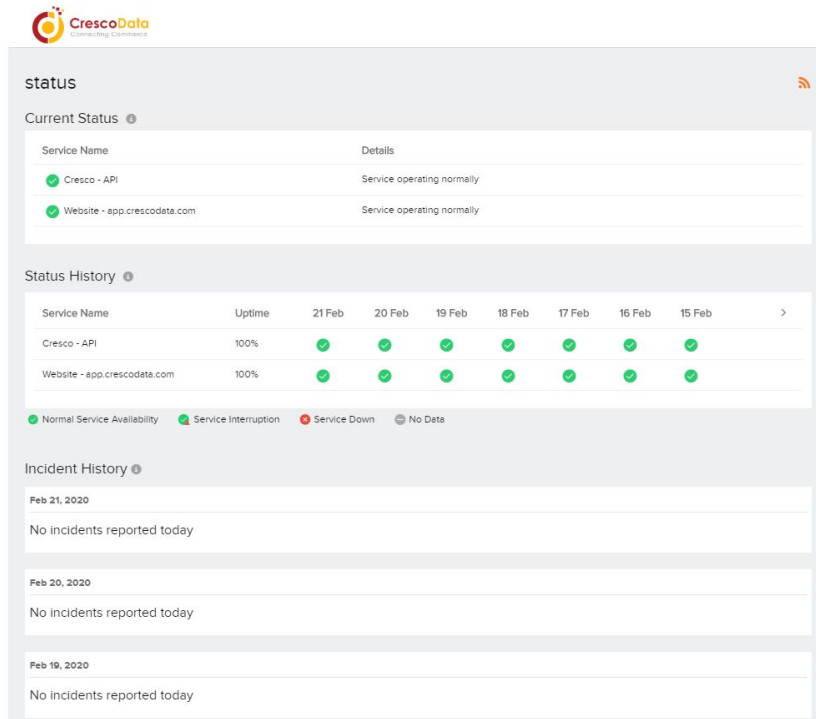 CrescoData
Connecting Commerce
status
Current Status
Service Name Details
Cresco - API Service operating normally
Website - app.crescodata.com Service operating normally
Status History
Service Name Uptime 21 Feb 20 Feb 19 Feb 18 Feb 17 Feb 16 Feb 15 Feb >
Cresco - API 100%
Website - app.crescodata.com 100%
Normal Service Availability Service Interruption Service Down No Data
Incident History
Feb 21, 2020
No incidents reported today
Feb 20, 2020
No incidents reported today
Feb 19, 2020
No incidents reported today